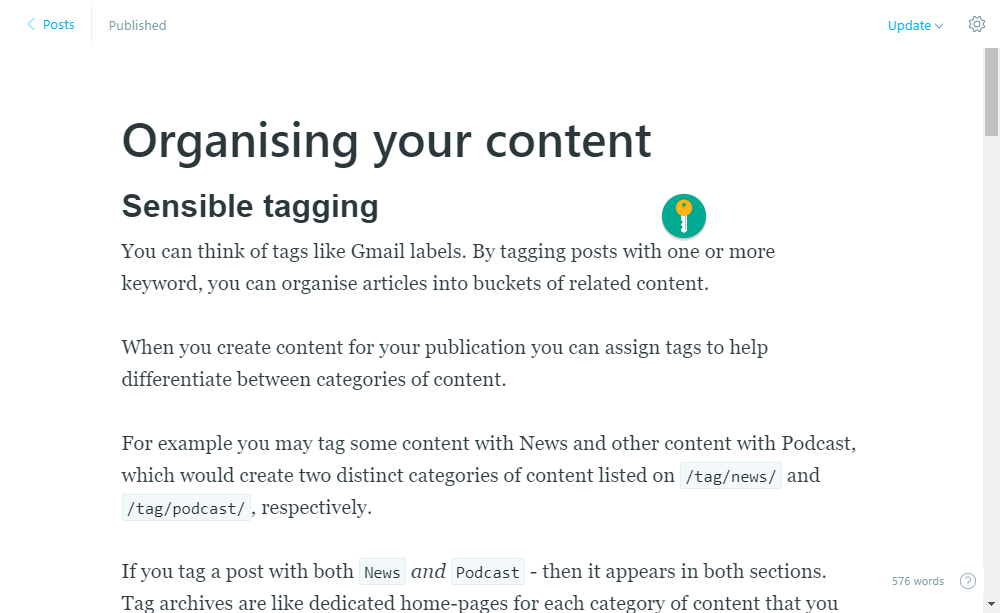 Posts
Published
Update
Organising your content
Sensible tagging
You can think of tags like Gmail labels. By tagging posts with one or more
keyword, you can organise articles into buckets of related content.
When you create content for your publication you can assign tags to help
differentiate between categories of content.
For example you may tag some content with News and other content with Podcast,
which would create two distinct categories of content listed on /tag/news/ and
/tag/podcast/, respectively.
If you tag a post with both News and Podcast - then it appears in both sections.
Tag archives are like dedicated home-pages for each category of content that you
576 words
?